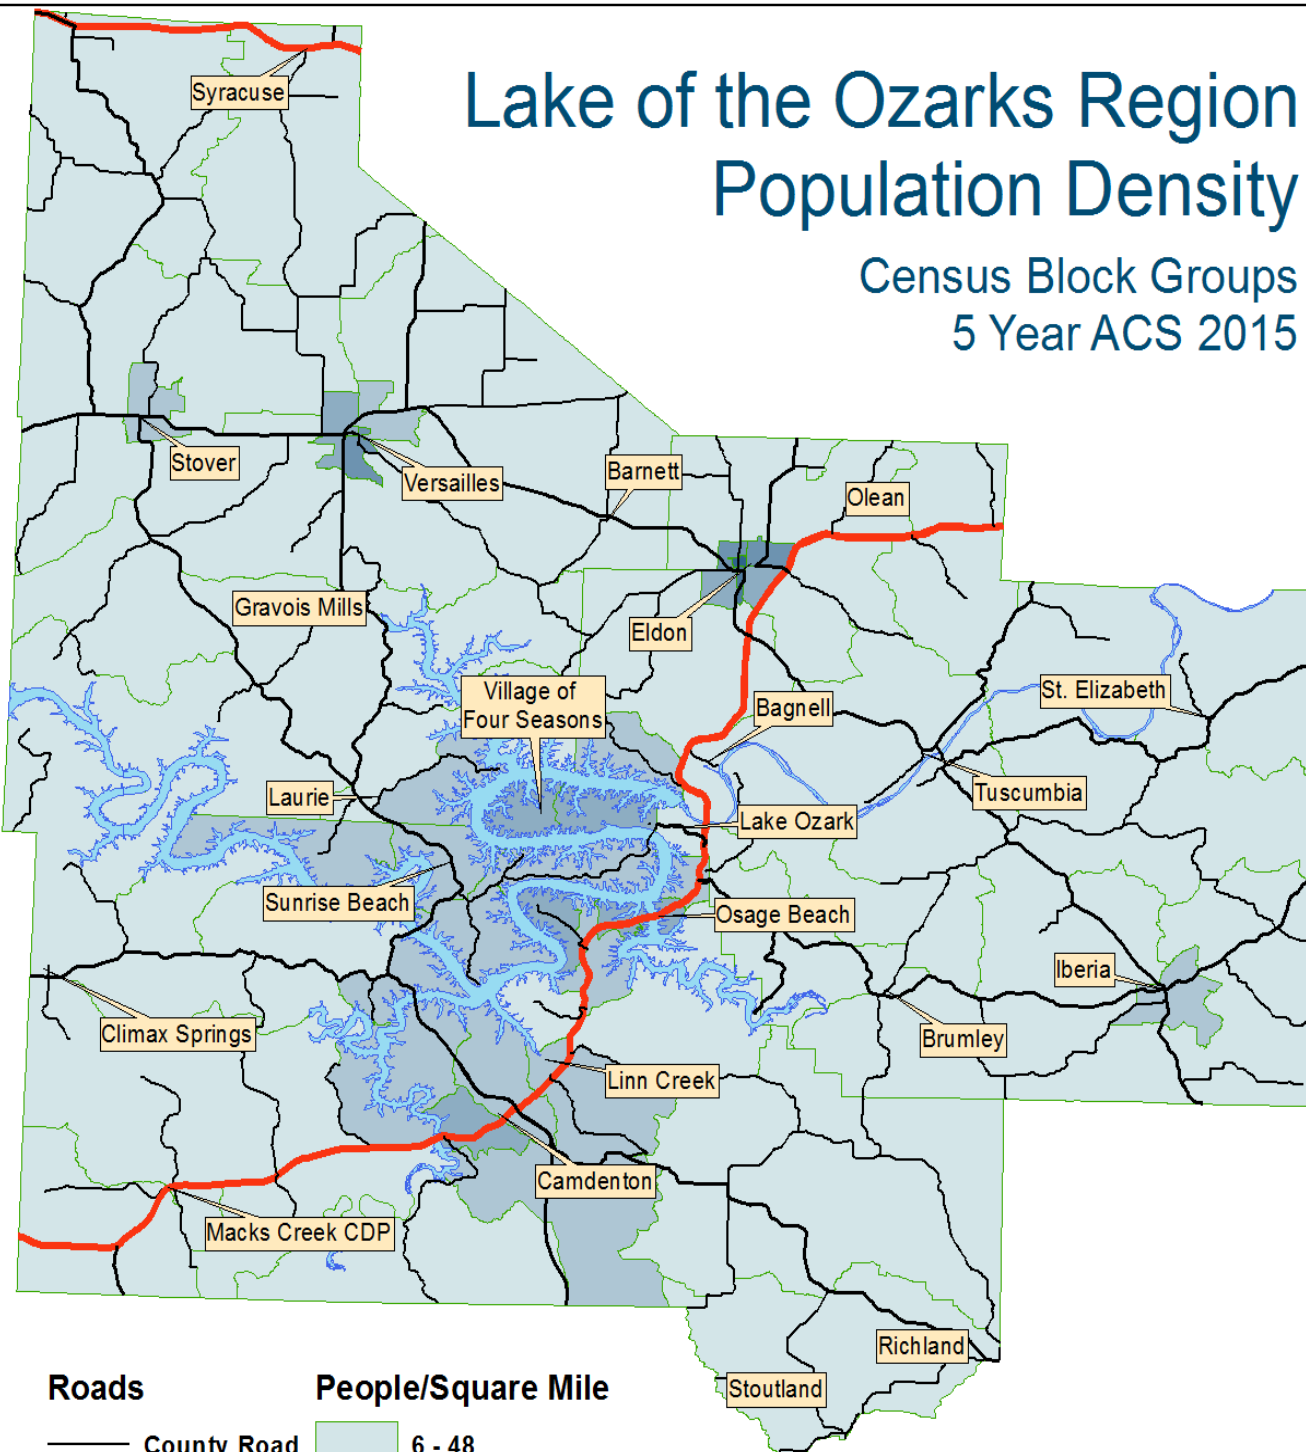 Lake of the Ozarks Region
Population Density
Census Block Groups
5 Year ACS 2015
Syracuse
Stover
Versailles
Barnett
Olean
Gravois Mills
Eldon
Village of
Four Seasons
St. Elizabeth
Bagnell
Laurie
Tuscumbia
Lake Ozark
Sunrise Beach
Osage Beach
Iberia
Climax Springs
Brumley
Linn Creek
Camdenton
Macks Creek CDP
Richland
Stoutland
Roads
People/Square Mile
County Road
6 - 48